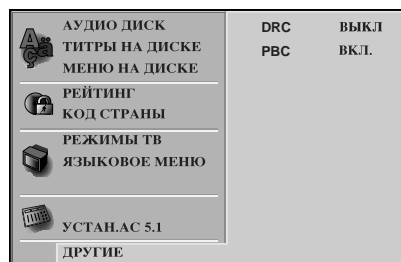 АУДИО ДИСК
ТИТРЫ НА ДИСКЕ
МЕНЮ НА ДИСКЕ
РЕЙТИНГ
КОД СТРАНЫ
РЕЖИМЫ ТВ
ЯЗЫКОВОЕ МЕНЮ
УСТАН.АС 5.1
ДРУГИЕ
DRC ВЫКЛ
PBC ВКЛ.